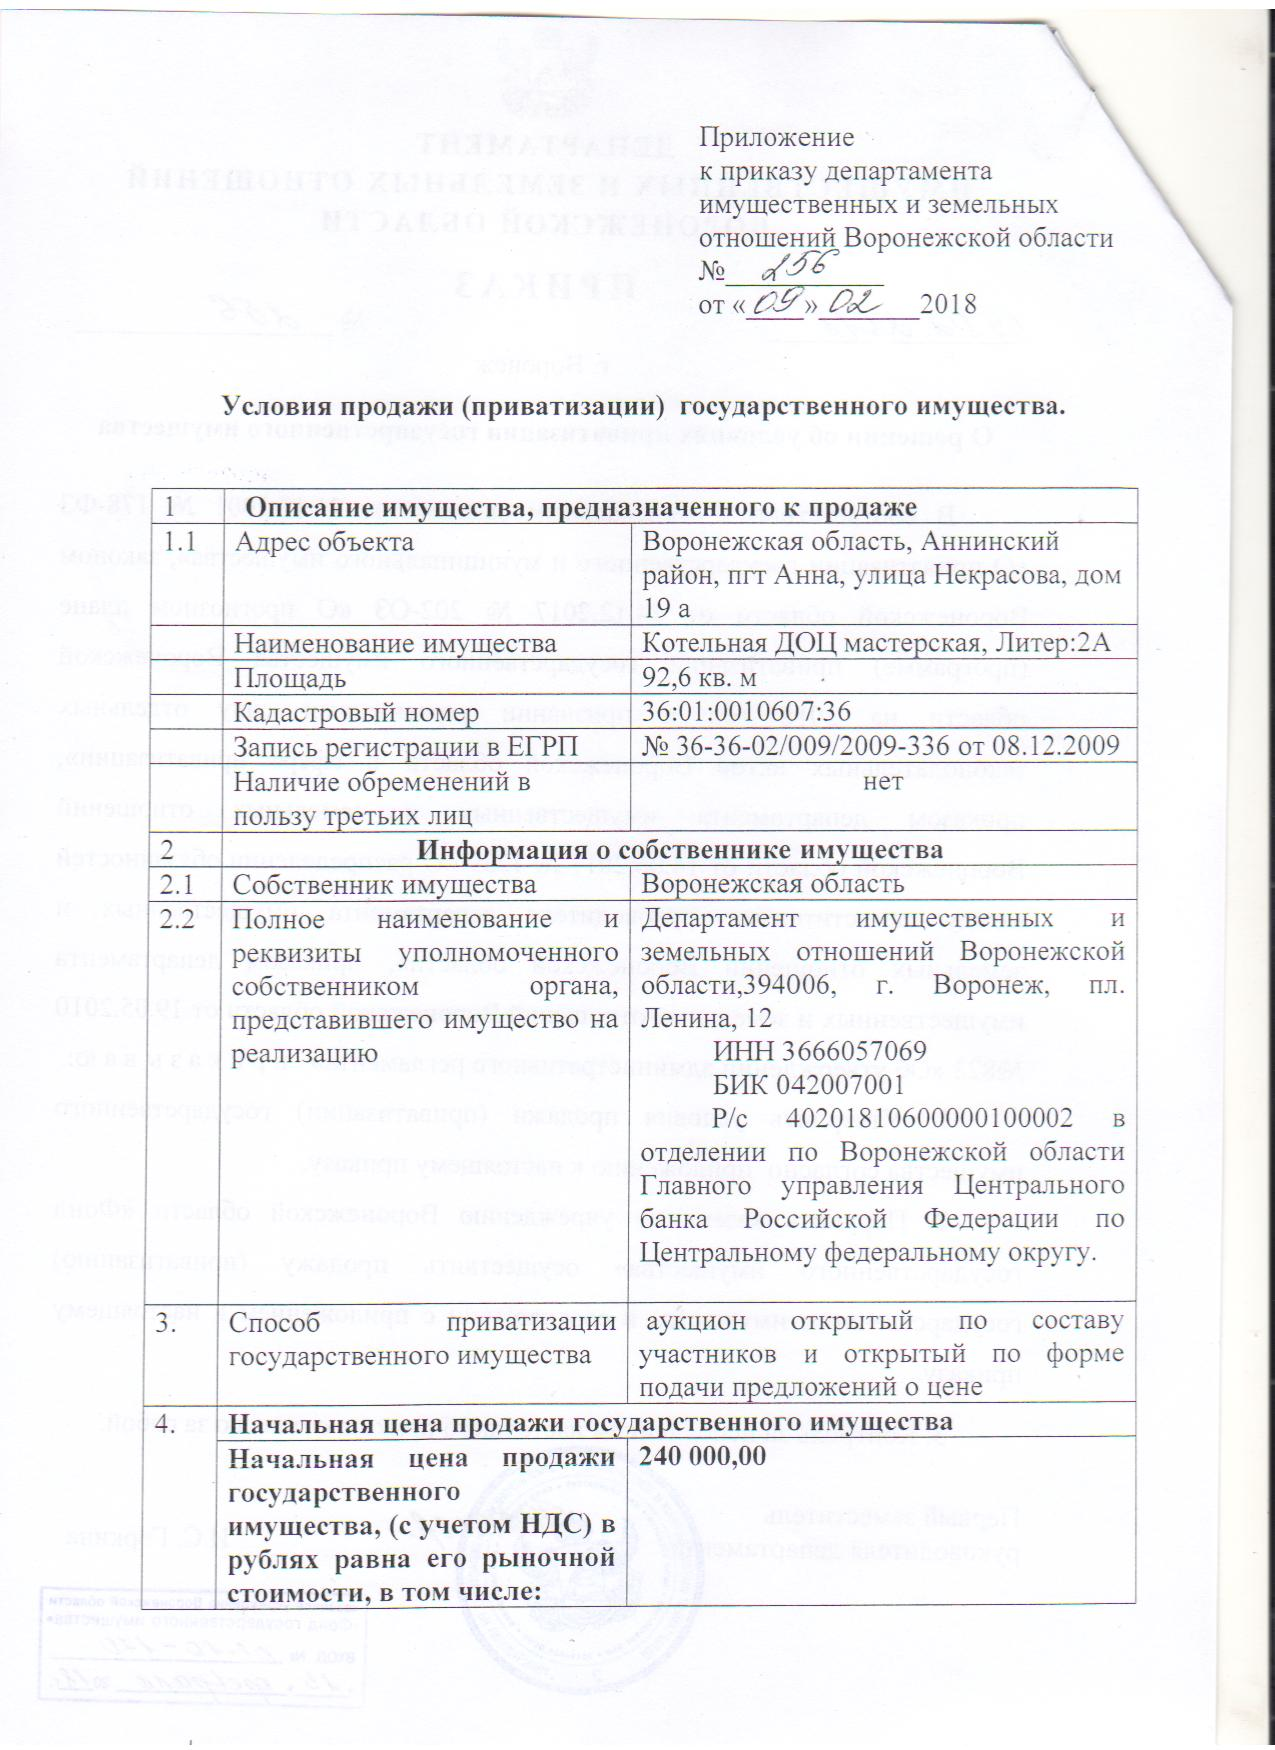 Приложение
к приказу департамента
имущественных и земельных
отношений Воронежской области
№ 256
от «09» 02 2018
Условия продажи (приватизации) государственного имущества.
1 Описание имущества, предназначенного к продаже
1.1 Адрес объекта Воронежская область, Аннинский
район, пгт Анна, улица Некрасова, дом
19 а
Наименование имущества Котельная ДОЦ мастерская, Литер:2А
Площадь 92,6 кв. м
Кадастровый номер 36:01:0010607:36
Запись регистрации в ЕГРП № 36-36-02/009/2009-336 от 08.12.2009
Наличие обременений в нет
пользу третьих лиц
2 Информация о собственнике имущества
2.1 Собственник имущества Воронежская область
2.2 Полное наименование и
реквизиты уполномоченного
собственником органа,
представившего имущество на
реализацию
Департамент имущественных и
земельных отношений Воронежской
области,394006, г. Воронеж, пл.
Ленина, 12
ИНН 3666057069
БИК 042007001
Р/с 40201810600000100002 в
отделении по Воронежской области
Главного управления Центрального
банка Российской Федерации по
Центральному федеральному округу.
3. Способ приватизации
государственного имущества
аукцион открытый по составу
участников и открытый по форме
подачи предложений о цене
4. Начальная цена продажи государственного имущества
Начальная цена продажи
государственного
имущества, (с учетом НДС) в
рублях равна его рыночной
стоимости, в том числе:
240 000,00